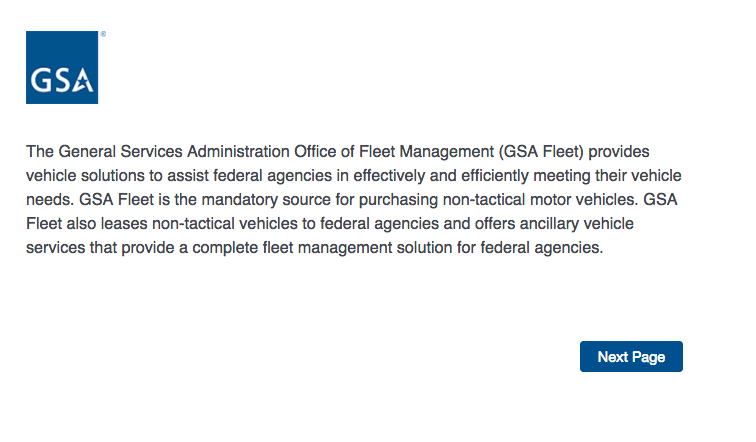 GSA®
The General Services Administration Office of Fleet Management (GSA Fleet) provides
vehicle solutions to assist federal agencies in effectively and efficiently meeting their vehicle
needs. GSA Fleet is the mandatory source for purchasing non-tactical motor vehicles. GSA
Fleet also leases non-tactical vehicles to federal agencies and offers ancillary vehicle
services that provide a complete fleet management solution for federal agencies.
Next Page